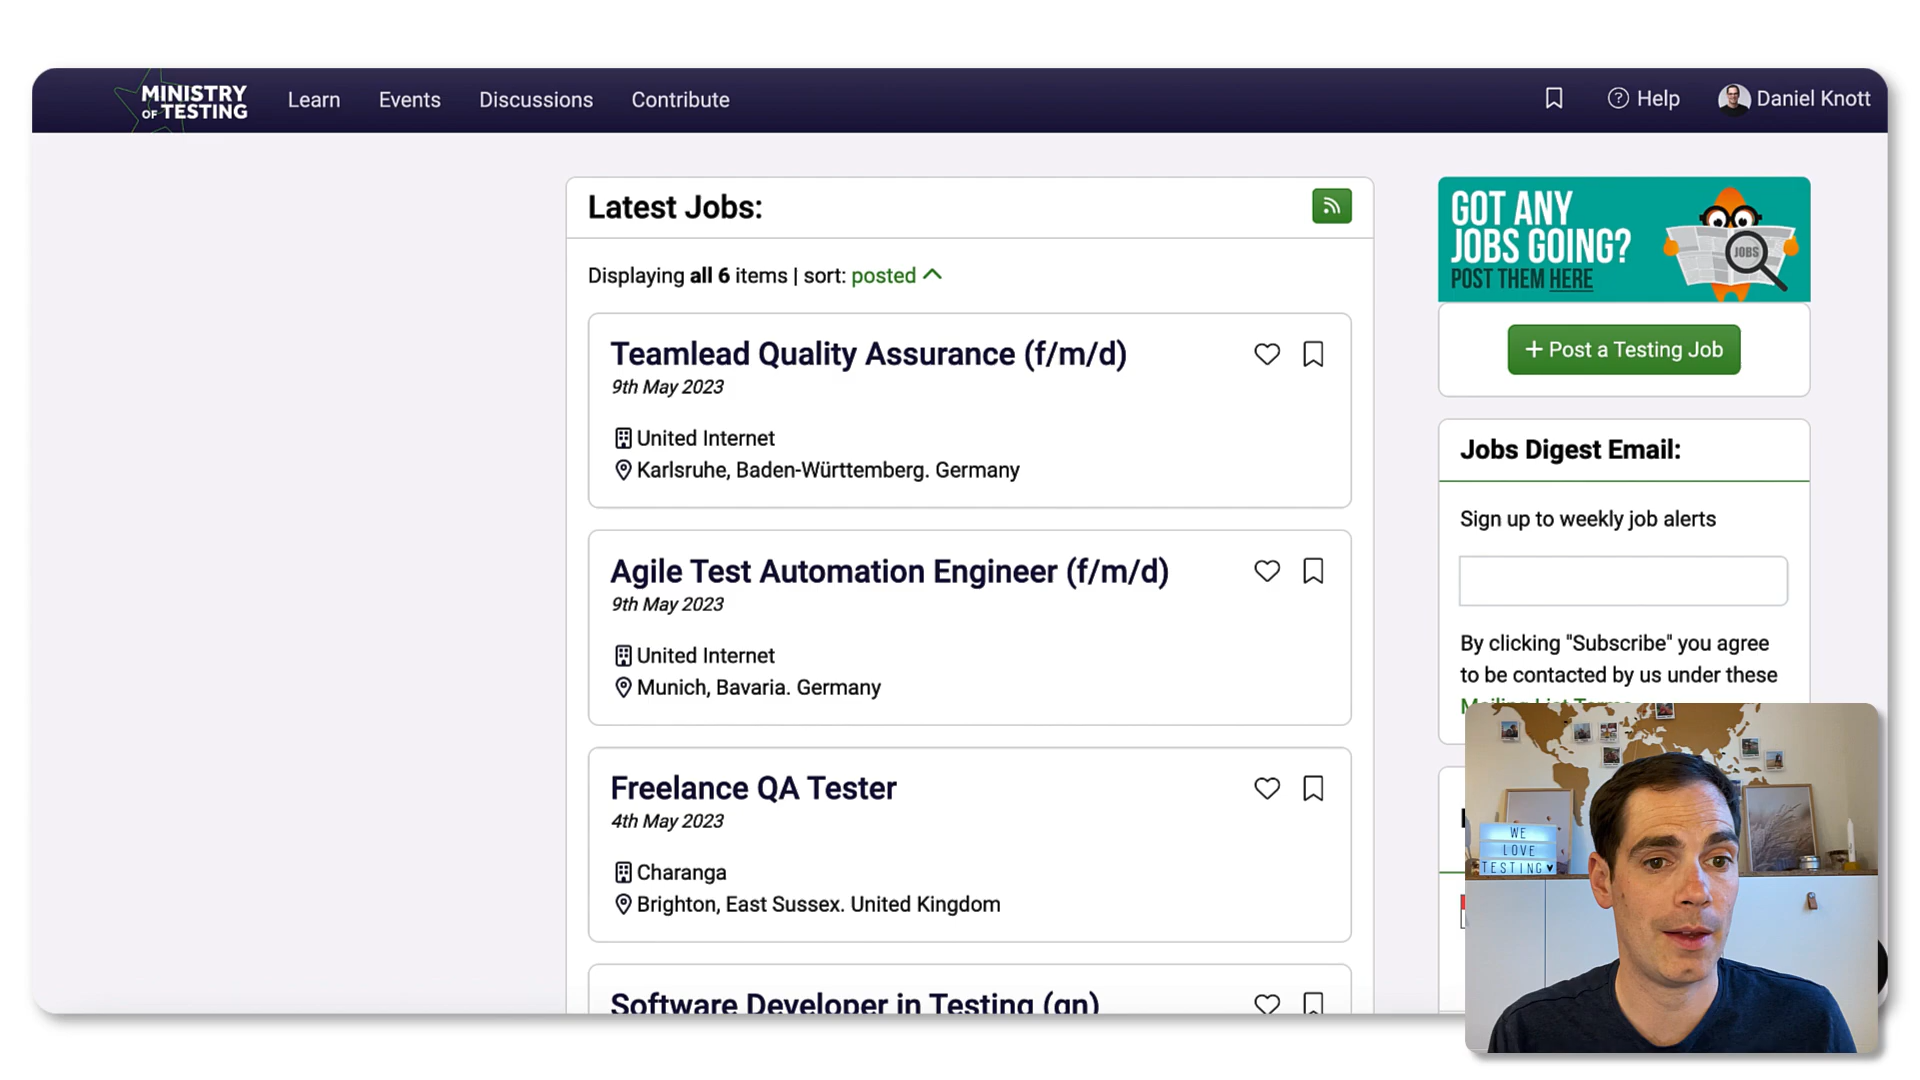 MINISTRY
OF TESTING
Learn
Events
Discussions
Contribute
Help
Daniel Knott
Latest Jobs:
Displaying all 6 items | sort: posted
Teamlead Quality Assurance (f/m/d)
9th May 2023
United Internet
Karlsruhe, Baden-Württemberg. Germany
Agile Test Automation Engineer (f/m/d)
9th May 2023
United Internet
Munich, Bavaria. Germany
Freelance QA Tester
4th May 2023
Charanga
Brighton, East Sussex. United Kingdom
Software Developer in Testing (gn)
GOT ANY
JOBS GOING?
POST THEM HERE
JOBS
+ Post a Testing Job
Jobs Digest Email:
Sign up to weekly job alerts
By clicking "Subscribe" you agree
to be contacted by us under these
Mailing List Terms
WE
LOVE
TESTING ♥